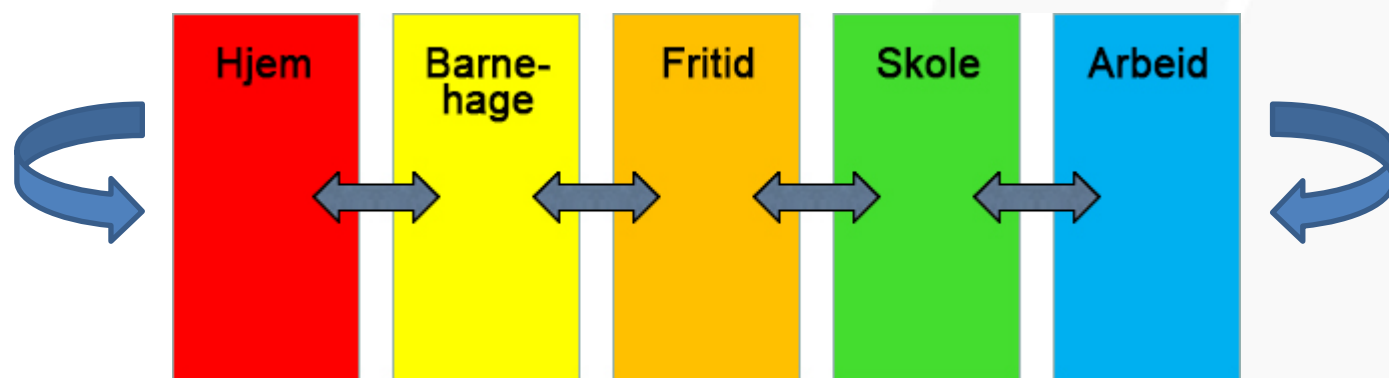 Hjem
Barne-
hage
Fritid
Skole
Arbeid